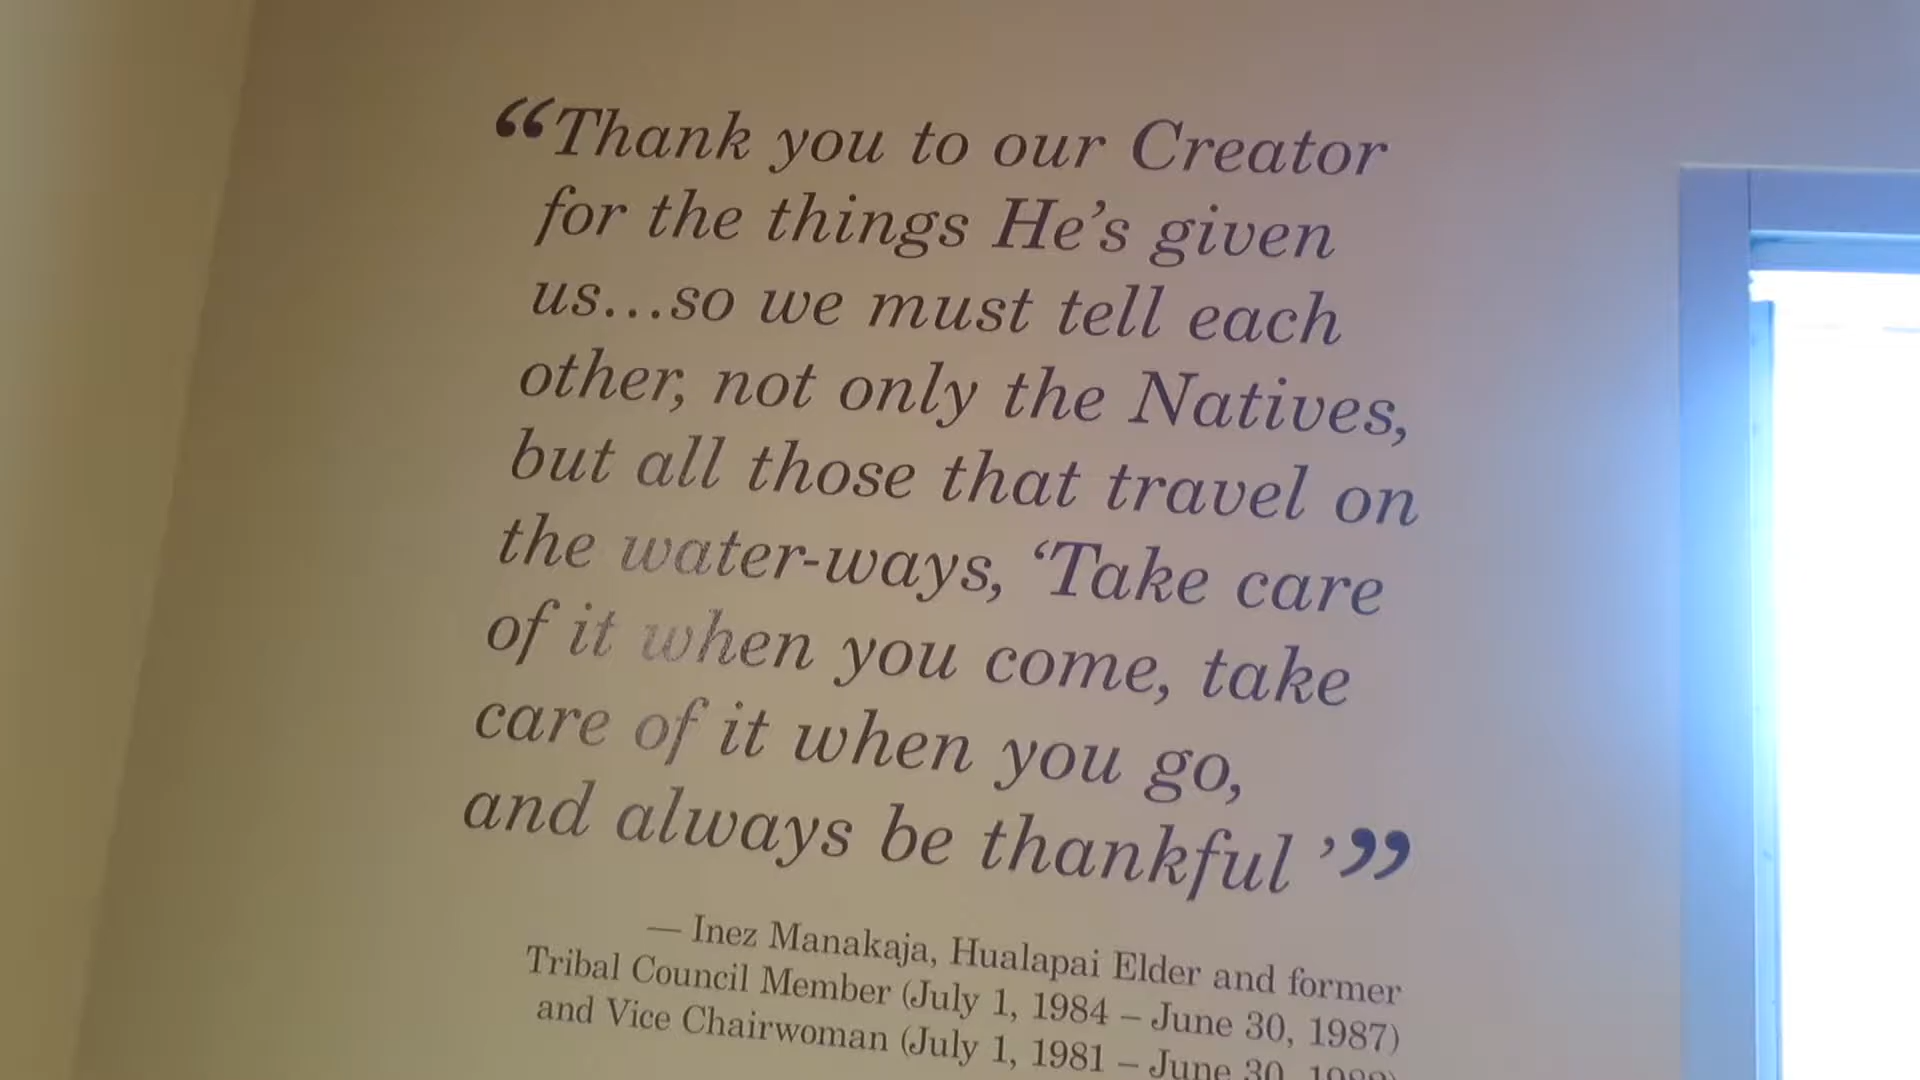 “Thank you to our Creator
for the things He’s given
us...so we must tell each
other, not only the Natives,
but all those that travel on
the water-ways, ‘Take care
of it when you come, take
care of it when you go,
and always be thankful ’”
— Inez Manakaja, Hualapai Elder and former
Tribal Council Member (July 1, 1984 – June 30, 1987)
and Vice Chairwoman (July 1, 1981 – June 30,